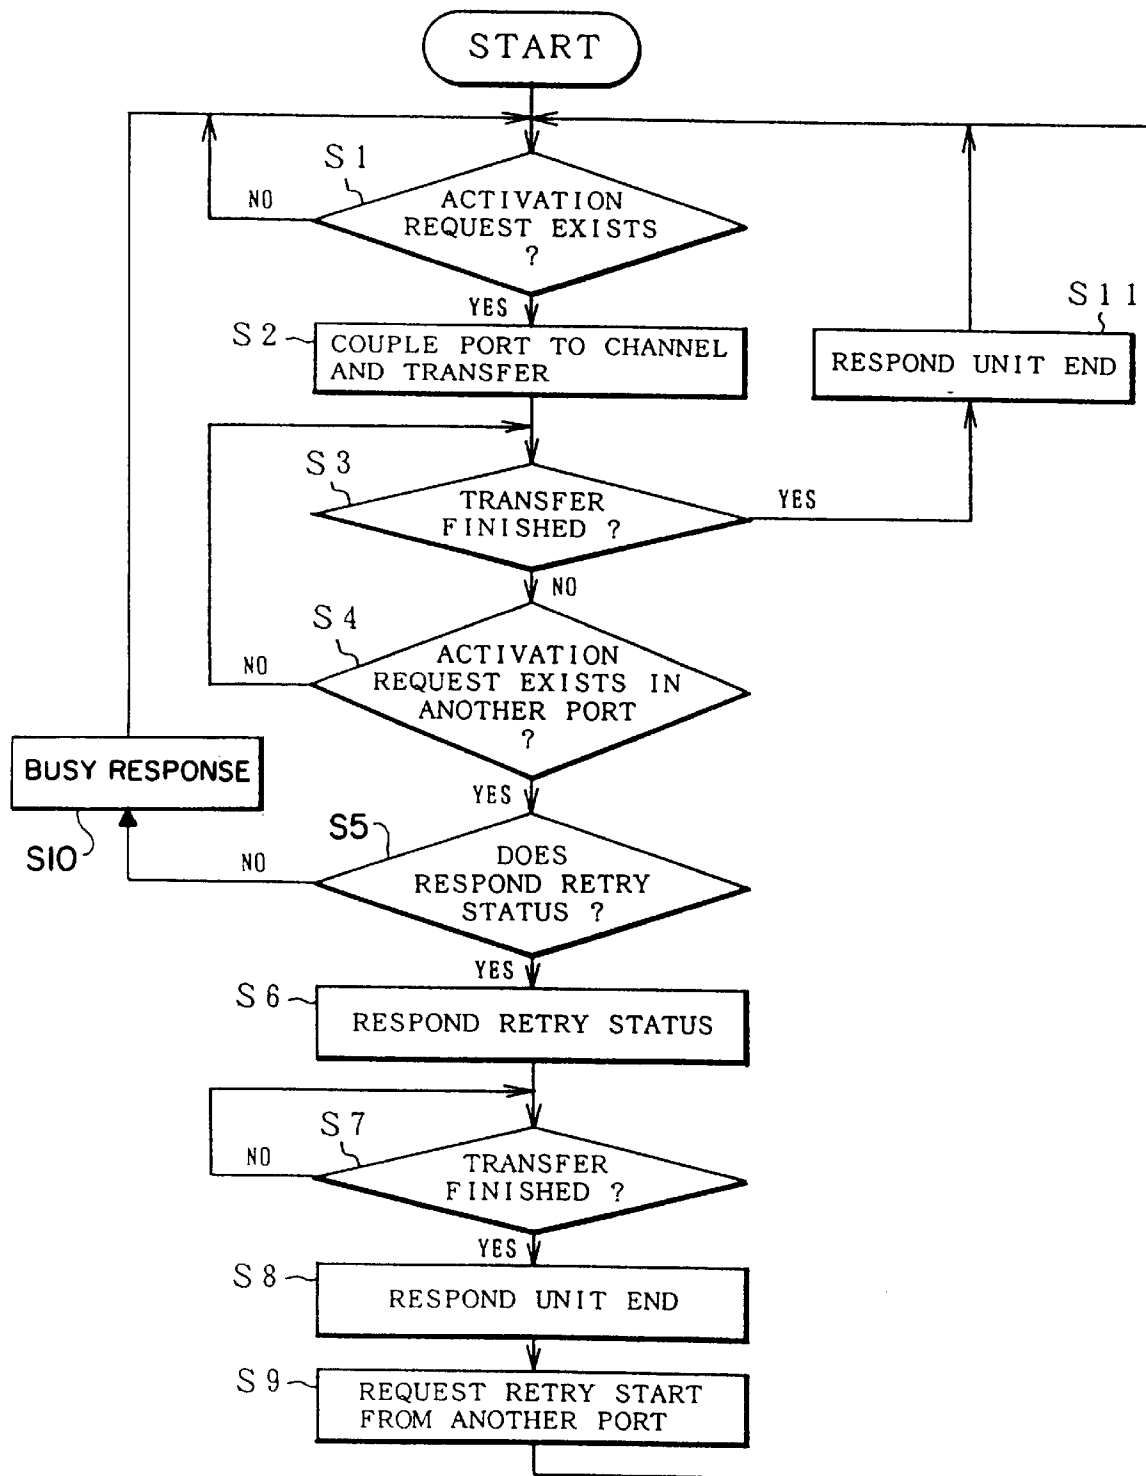 START
S1
ACTIVATION
REQUEST EXISTS
?
NO
YES
S2
COUPLE PORT TO CHANNEL
AND TRANSFER
S11
RESPOND UNIT END
S3
TRANSFER
FINISHED ?
YES
NO
S4
ACTIVATION
REQUEST EXISTS IN
ANOTHER PORT
?
NO
YES
BUSY RESPONSE
S10
S5
DOES
RESPOND RETRY
STATUS ?
NO
YES
S6
RESPOND RETRY STATUS
S7
TRANSFER
FINISHED ?
NO
YES
S8
RESPOND UNIT END
S9
REQUEST RETRY START
FROM ANOTHER PORT